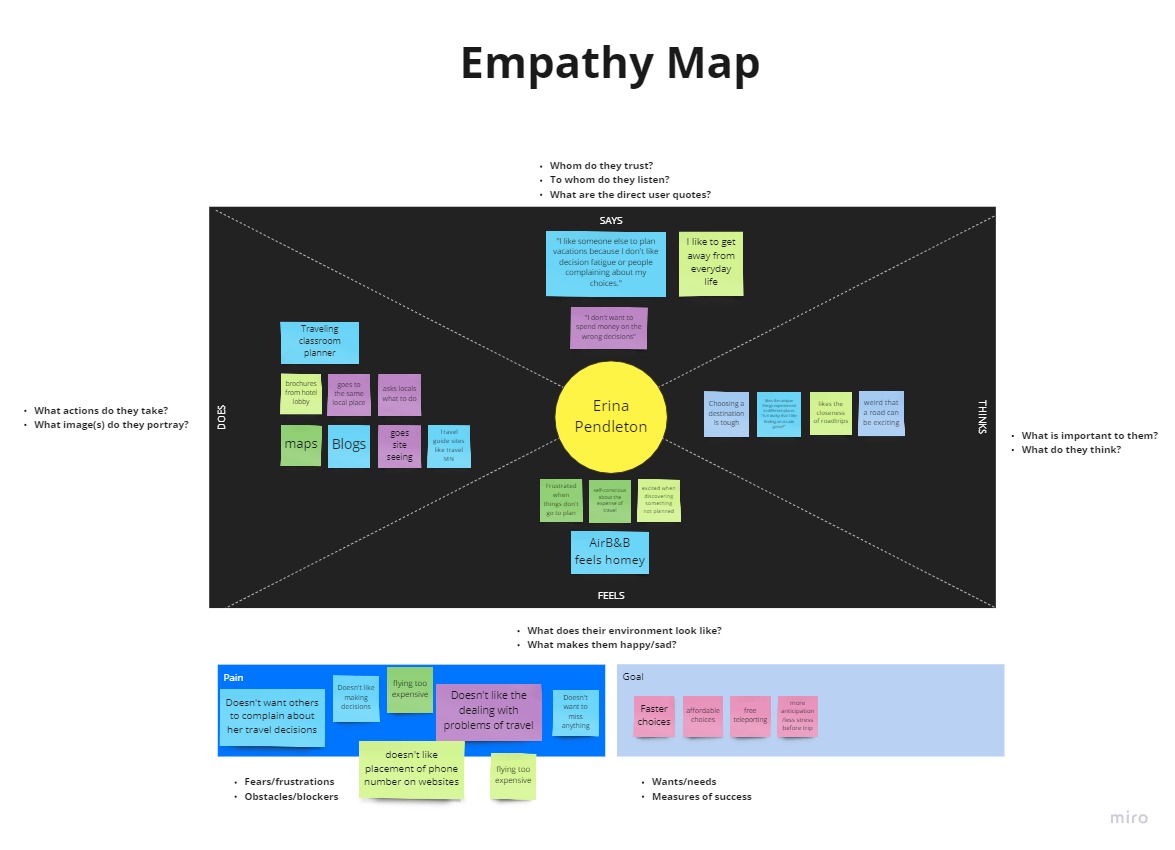 Empathy Map
• Whom do they trust?
• To whom do they listen?
• What are the direct user quotes?
SAYS
"I like someone else to plan
vacations because I don't like
decision fatigue or people
complaining about my
choices."
I like to get
away from
everyday
life
"I don't want to
spend money on the
wrong decisions"
• What actions do they take?
• What image(s) do they portray?
DOES
Traveling
classroom
planner
brochures
from hotel
lobby
goes to
the same
local place
asks locals
what to do
maps
Blogs
goes
site
seeing
Travel
guide sites
like travel
MN
Erina
Pendleton
Choosing a
destination
is tough
likes the unique
things experienced
in different places
likes the
closeness
of roadtrips
weird that
a road can
be exciting
THINKS
• What is important to them?
• What do they think?
Frustrated
when
things don't
go to plan
self-conscious
about the
expense of
travel
excited when
discovering
something
not planned
AirB&B
feels homey
FEELS
• What does their environment look like?
• What makes them happy/sad?
Pain
Doesn't want others
to complain about
her travel decisions
Doesn't like
making
decisions
flying too
expensive
Doesn't like the
dealing with
problems of travel
Doesn't
want to
miss
anything
doesn't like
placement of phone
number on websites
flying too
expensive
• Fears/frustrations
• Obstacles/blockers
Goal
Faster
choices
affordable
choices
free
teleporting
more
anticipation
/less stress
before trip
• Wants/needs
• Measures of success
miro